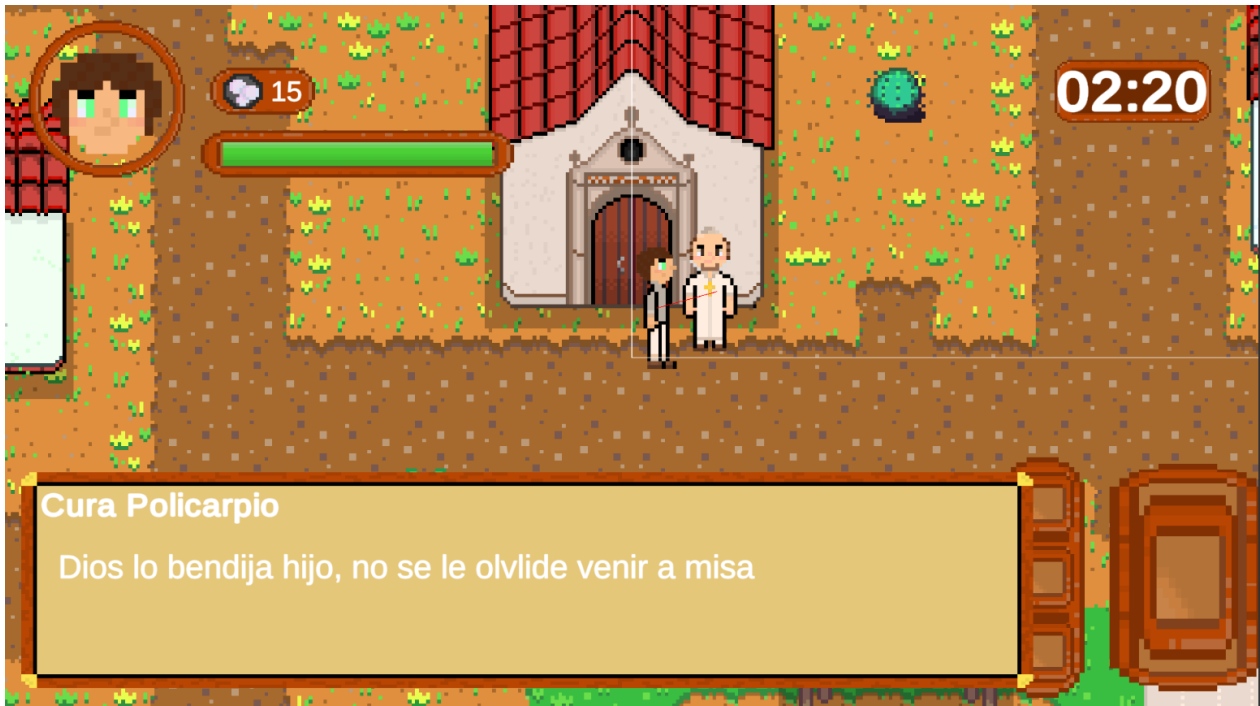 15
02:20
Cura Policarpio
Dios lo bendija hijo, no se le olvlide venir a misa